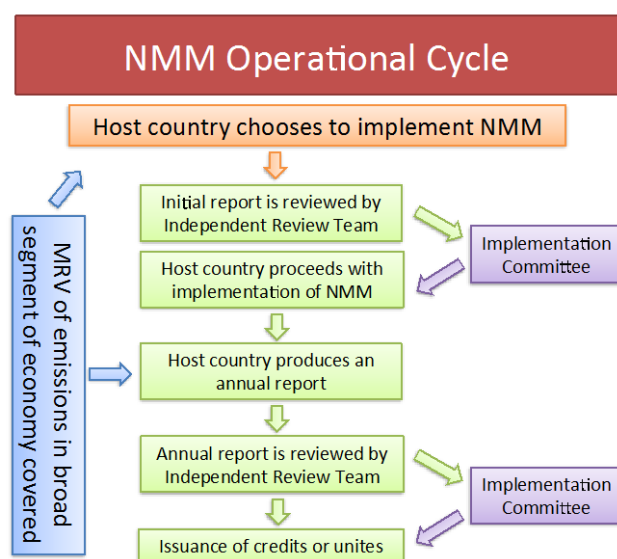 NMM Operational Cycle
Host country chooses to implement NMM
Initial report is reviewed by
Independent Review Team
Implementation
Committee
Host country proceeds with
implementation of NMM
MRV of emissions in broad
segment of economy covered
Host country produces an
annual report
Annual report is reviewed by
Independent Review Team
Implementation
Committee
Issuance of credits or unites